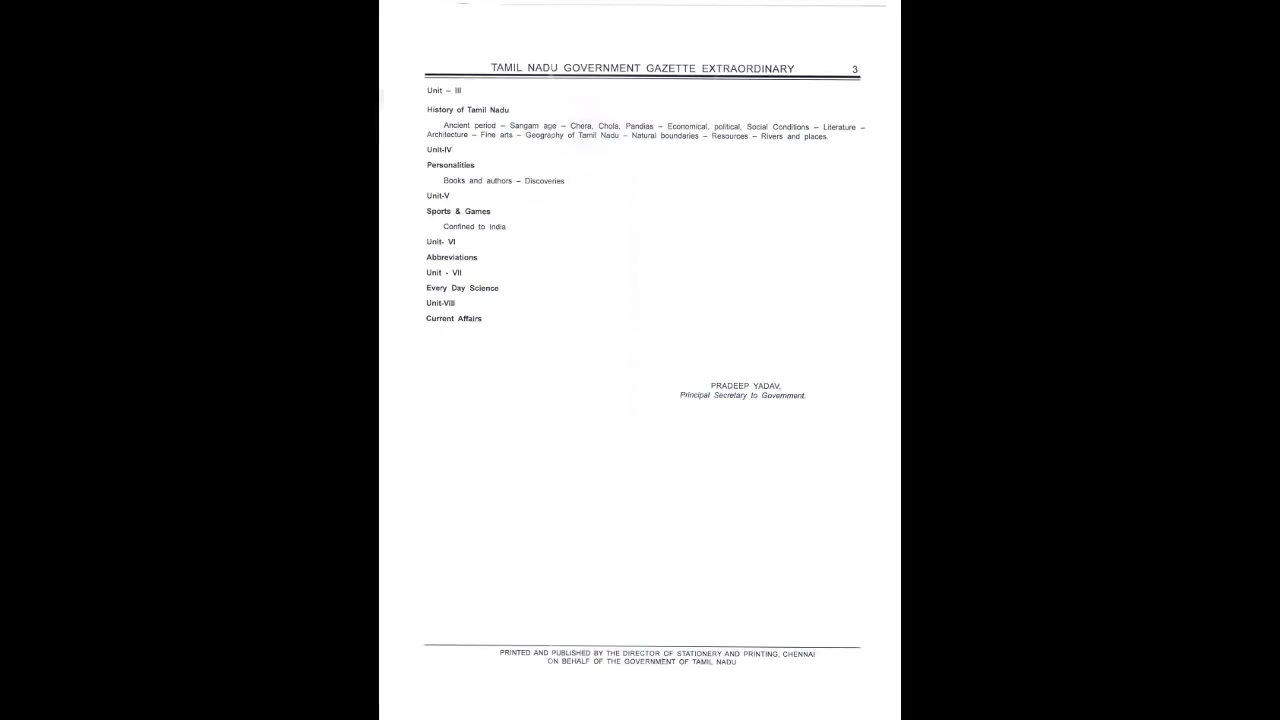 TAMIL NADU GOVERNMENT GAZETTE EXTRAORDINARY 3
Unit – III
History of Tamil Nadu
Ancient period – Sangam age – Chera, Chola, Pandias – Economical, political, Social Conditions – Literature –
Architecture – Fine arts – Geography of Tamil Nadu – Natural boundaries – Resources – Rivers and places.
Unit-IV
Personalities
Books and authors – Discoveries
Unit-V
Sports & Games
Confined to India
Unit- VI
Abbreviations
Unit - VII
Every Day Science
Unit-VIII
Current Affairs
PRADEEP YADAV,
Principal Secretary to Government.
PRINTED AND PUBLISHED BY THE DIRECTOR OF STATIONERY AND PRINTING, CHENNAI
ON BEHALF OF THE GOVERNMENT OF TAMIL NADU